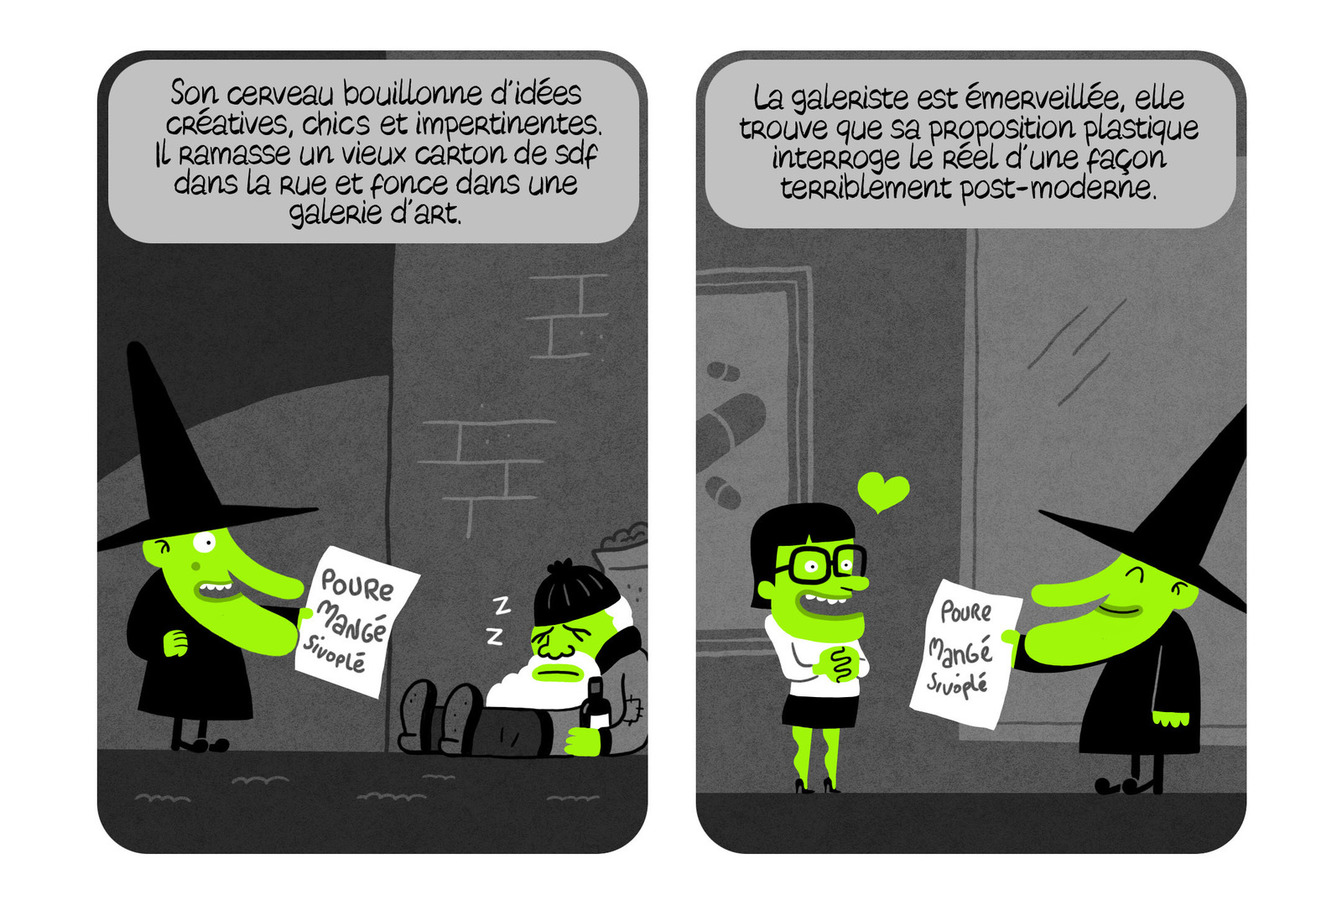 Son cerveau bouillonne d'idées
créatives, chics et impertinentes.
Il ramasse un vieux carton de sdf
dans la rue et fonce dans une
galerie d'art.
POURE
MANGÉ
Sivoplé
Z
Z
La galeriste est émerveillée, elle
trouve que sa proposition plastique
interroge le réel d'une façon
terriblement post-moderne.
POURE
MANGÉ
Sivoplé